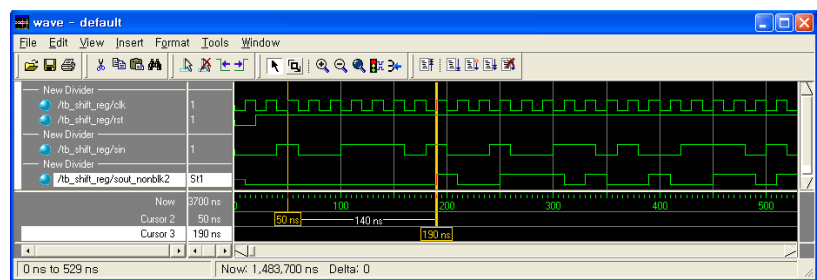 wave - default
File Edit View Insert Format Tools Window
New Divider
/tb_shift_reg/clk 1
/tb_shift_reg/rst 1
New Divider
/tb_shift_reg/sin 1
New Divider
/tb_shift_reg/sout_nonblk2 St1
Now 3700 ns
Cursor 2 50 ns
Cursor 3 190 ns
100 200 300 400 500
50 ns 140 ns
190 ns
0 ns to 529 ns Now: 1,483,700 ns Delta: 0